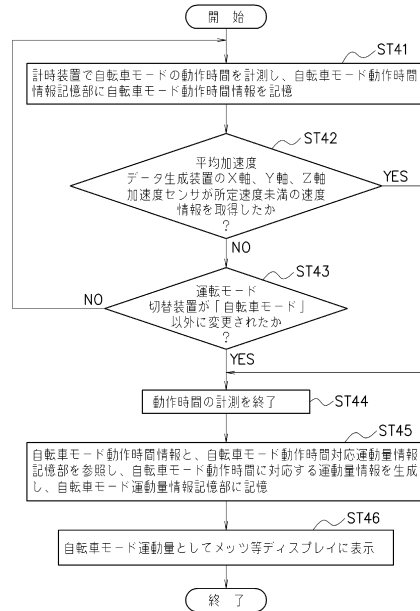 開 始
ST41
計時装置で自転車モードの動作時間を計測し、自転車モード動作時間
情報記憶部に自転車モード動作時間情報を記憶
ST42
平均加速度
データ生成装置のX軸、Y軸、Z軸
加速度センサが所定速度未満の速度
情報を取得したか
?
YES
NO
ST43
運転モード
切替装置が「自転車モード」
以外に変更されたか
?
NO
YES
動作時間の計測を終了
ST44
ST45
自転車モード動作時間情報と、自転車モード動作時間対応運動量情報
記憶部を参照し、自転車モード動作時間に対応する運動量情報を生成
し、自転車モード運動量情報記憶部に記憶
ST46
自転車モード運動量としてメッツ等ディスプレイに表示
終 了